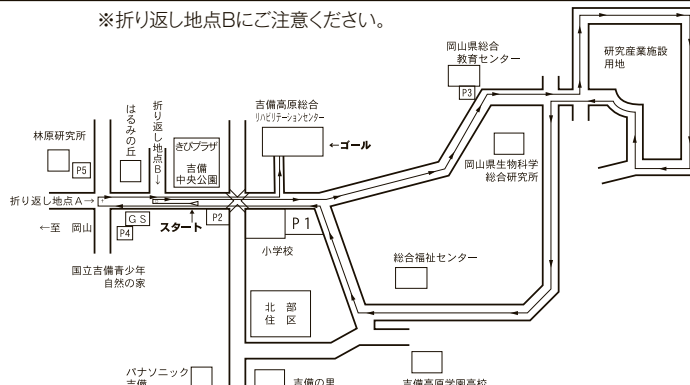 ※折り返し地点Bにご注意ください。
岡山県総合
教育センター
P3
研究産業施設
用地
吉備高原総合
リハビリテーションセンター
←ゴール
折り返し地点B→
はるみの丘
きびプラザ
吉備
中央公園
林原研究所
P5
岡山県生物科学
総合研究所
折り返し地点A→
←至 岡山
GS
P4
スタート
P2
P1
小学校
国立吉備青少年
自然の家
総合福祉センター
北部
住区
パナソニック
吉備
吉備の里
吉備高原学園高校